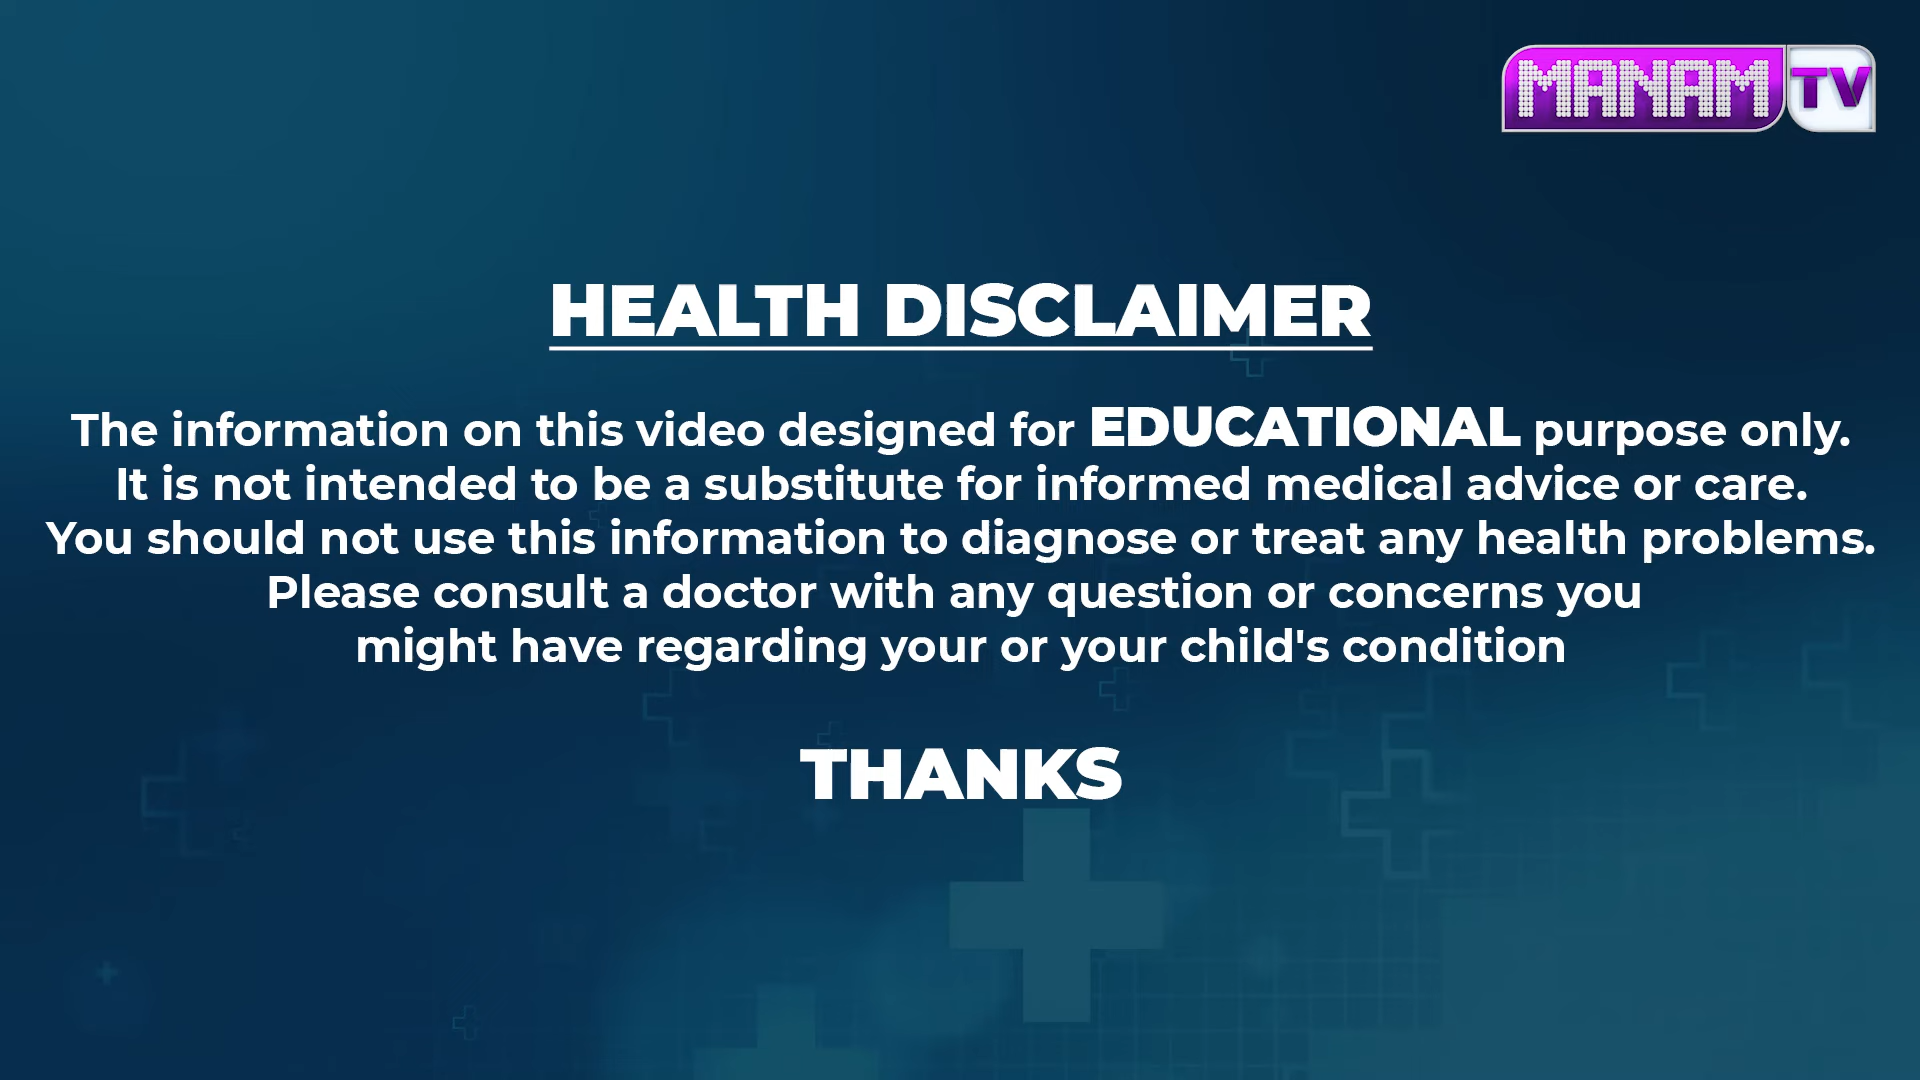 MANAM TV
HEALTH DISCLAIMER
The information on this video designed for EDUCATIONAL purpose only.
It is not intended to be a substitute for informed medical advice or care.
You should not use this information to diagnose or treat any health problems.
Please consult a doctor with any question or concerns you
might have regarding your or your child's condition
THANKS